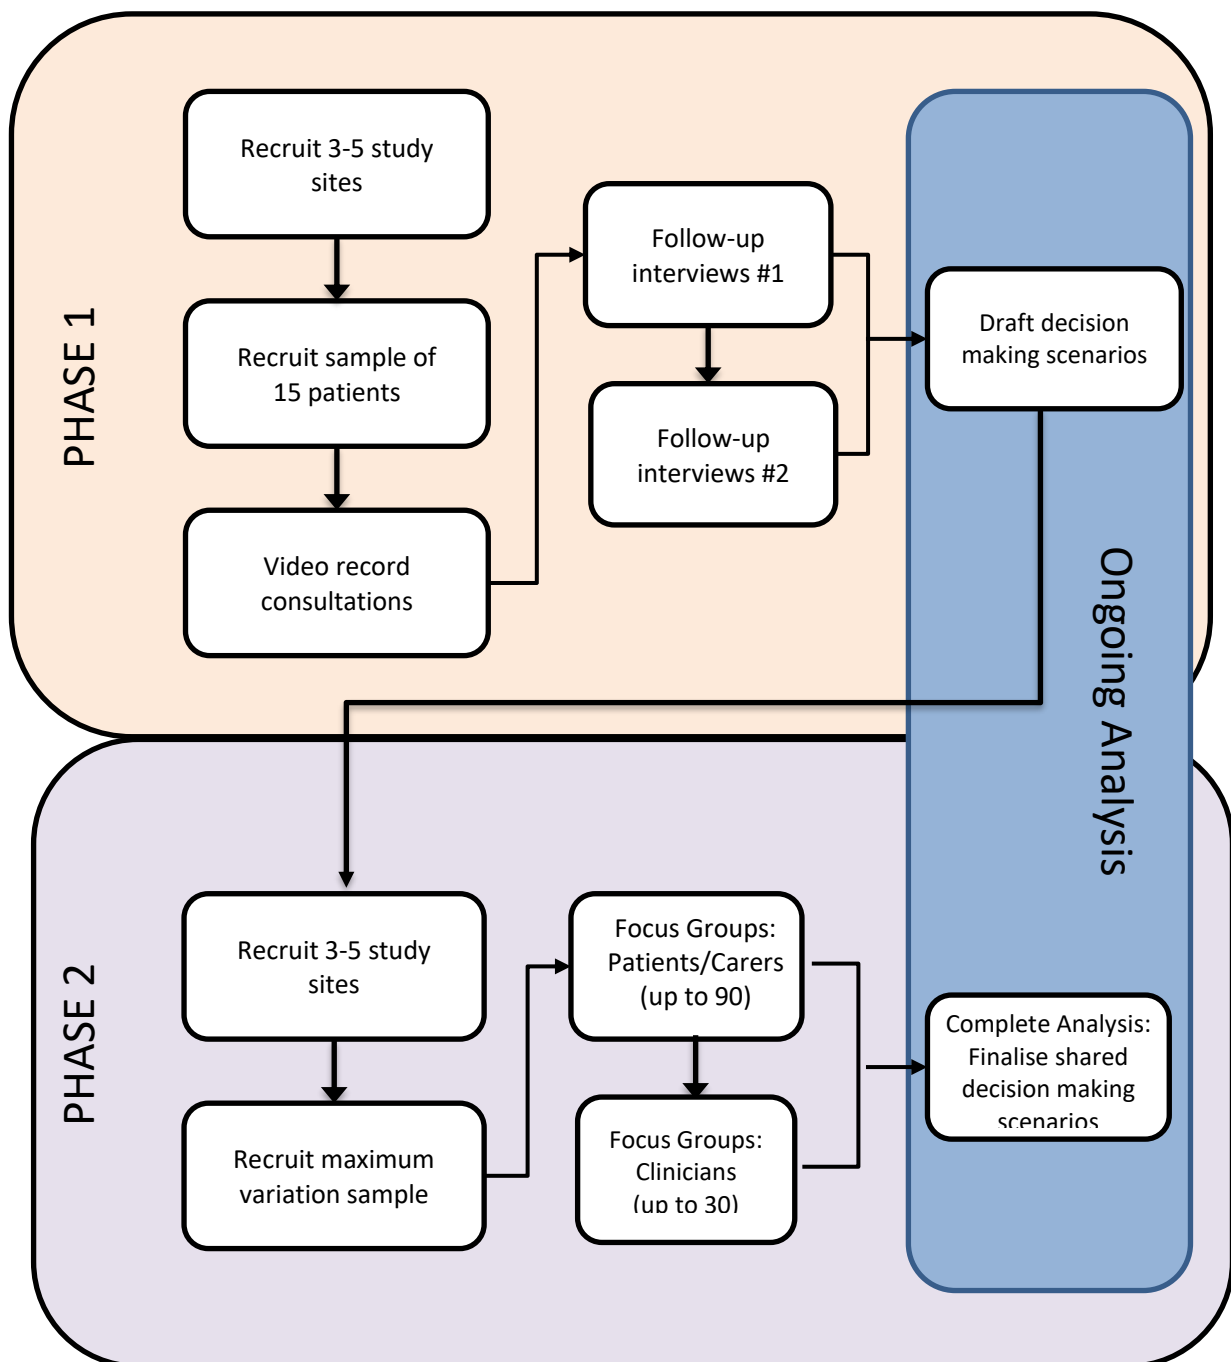 PHASE 1
Recruit 3-5 study
sites
Recruit sample of
15 patients
Video record
consultations
Follow-up
interviews #1
Follow-up
interviews #2
Draft decision
making scenarios
Ongoing Analysis
PHASE 2
Recruit 3-5 study
sites
Recruit maximum
variation sample
Focus Groups:
Patients/Carers
(up to 90)
Focus Groups:
Clinicians
(up to 30)
Complete Analysis:
Finalise shared
decision making
scenarios